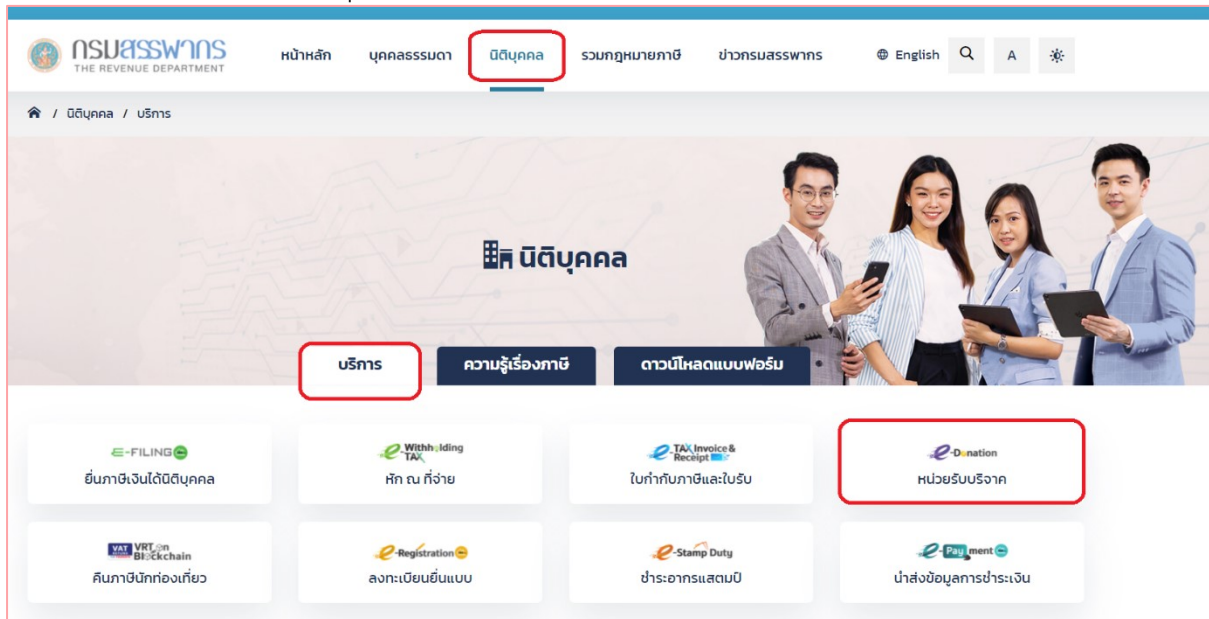 กรมสรรพากร
THE REVENUE DEPARTMENT
หน้าหลัก บุคคลธรรมดา นิติบุคคล รวมกฎหมายภาษี ข่าวกรมสรรพากร English A
/ นิติบุคคล / บริการ
นิติบุคคล
บริการ ความรู้เรื่องภาษี ดาวน์โหลดแบบฟอร์ม
E-FILING
ยื่นภาษีเงินได้นิติบุคคล
e-Withholding TAX
หัก ณ ที่จ่าย
e-TAX Invoice & Receipt
ใบกำกับภาษีและใบรับ
e-Donation
หน่วยรับบริจาค
VAT VRT on Blockchain
คืนภาษีนักท่องเที่ยว
e-Registration
ลงทะเบียนยื่นแบบ
e-Stamp Duty
ชำระอากรแสตมป์
e-Payment
นำส่งข้อมูลการชำระเงิน